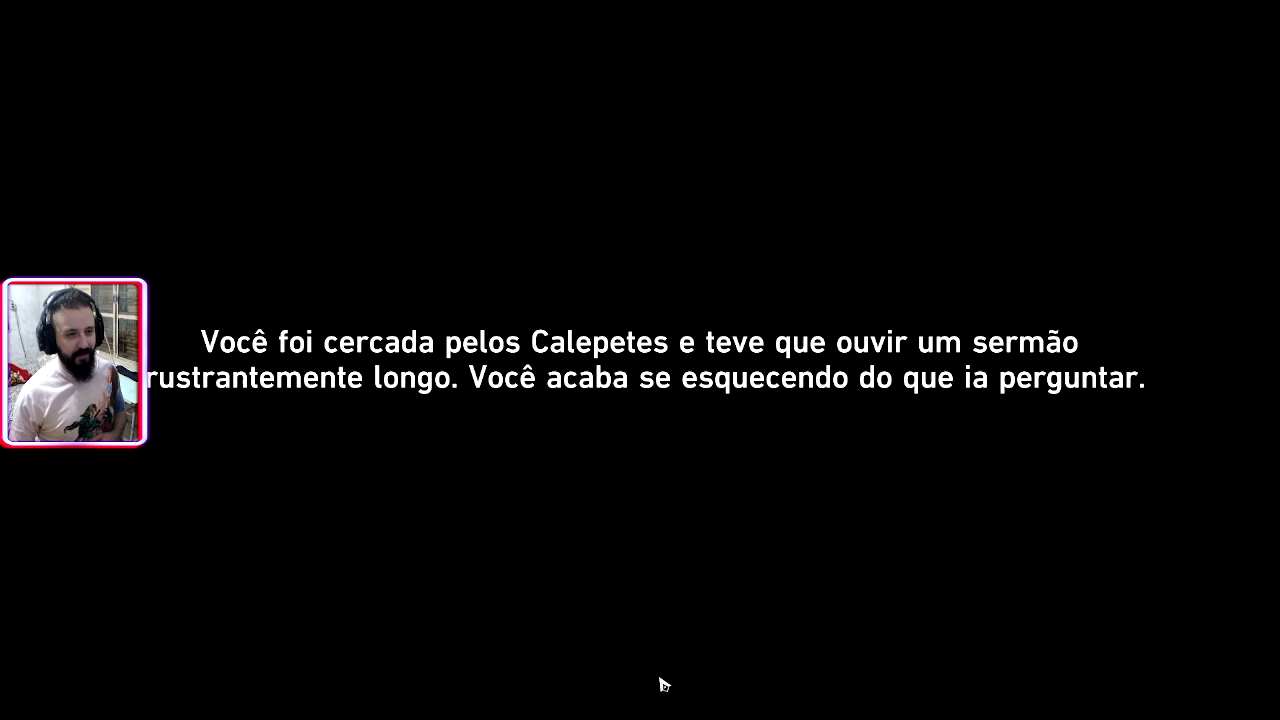 Você foi cercada pelos Calepetes e teve que ouvir um sermão
rustrantemente longo. Você acaba se esquecendo do que ia perguntar.